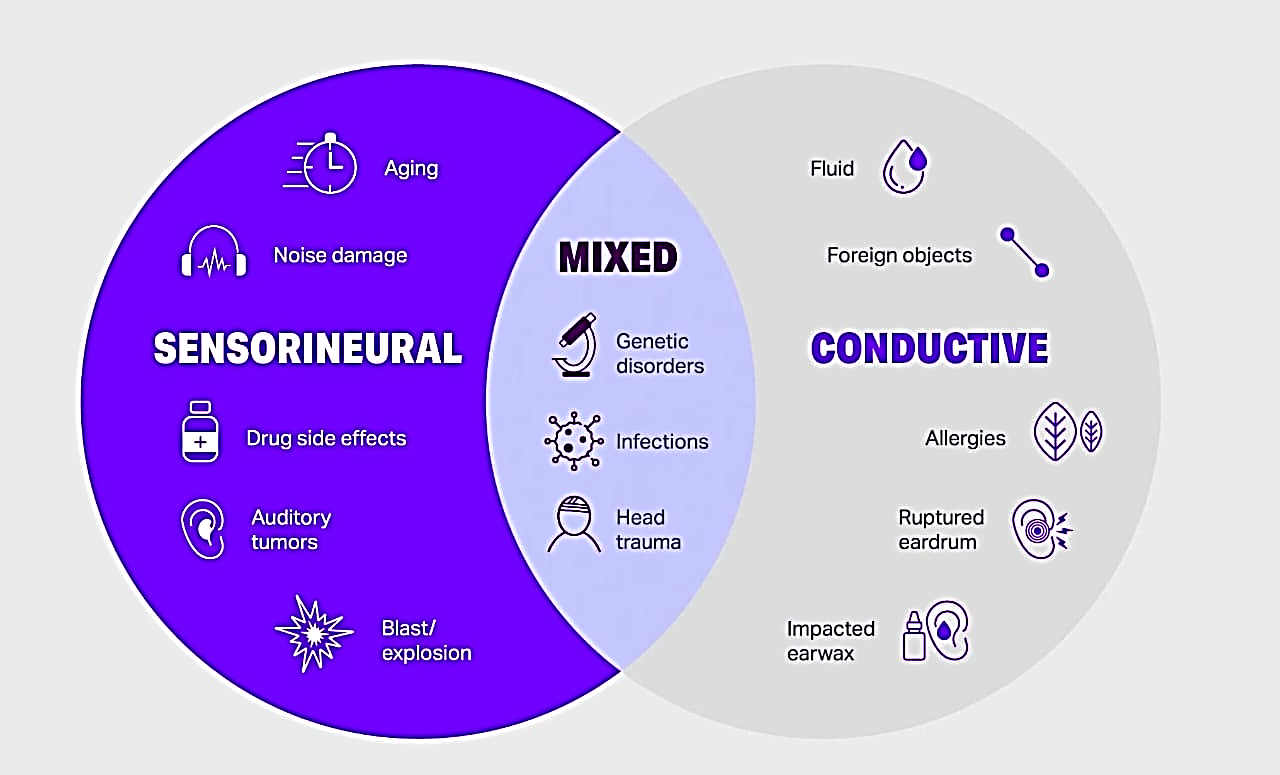 Aging
Noise damage
SENSORINEURAL
Drug side effects
Auditory
tumors
Blast/
explosion
MIXED
Genetic
disorders
Infections
Head
trauma
Fluid
Foreign objects
CONDUCTIVE
Allergies
Ruptured
eardrum
Impacted
earwax